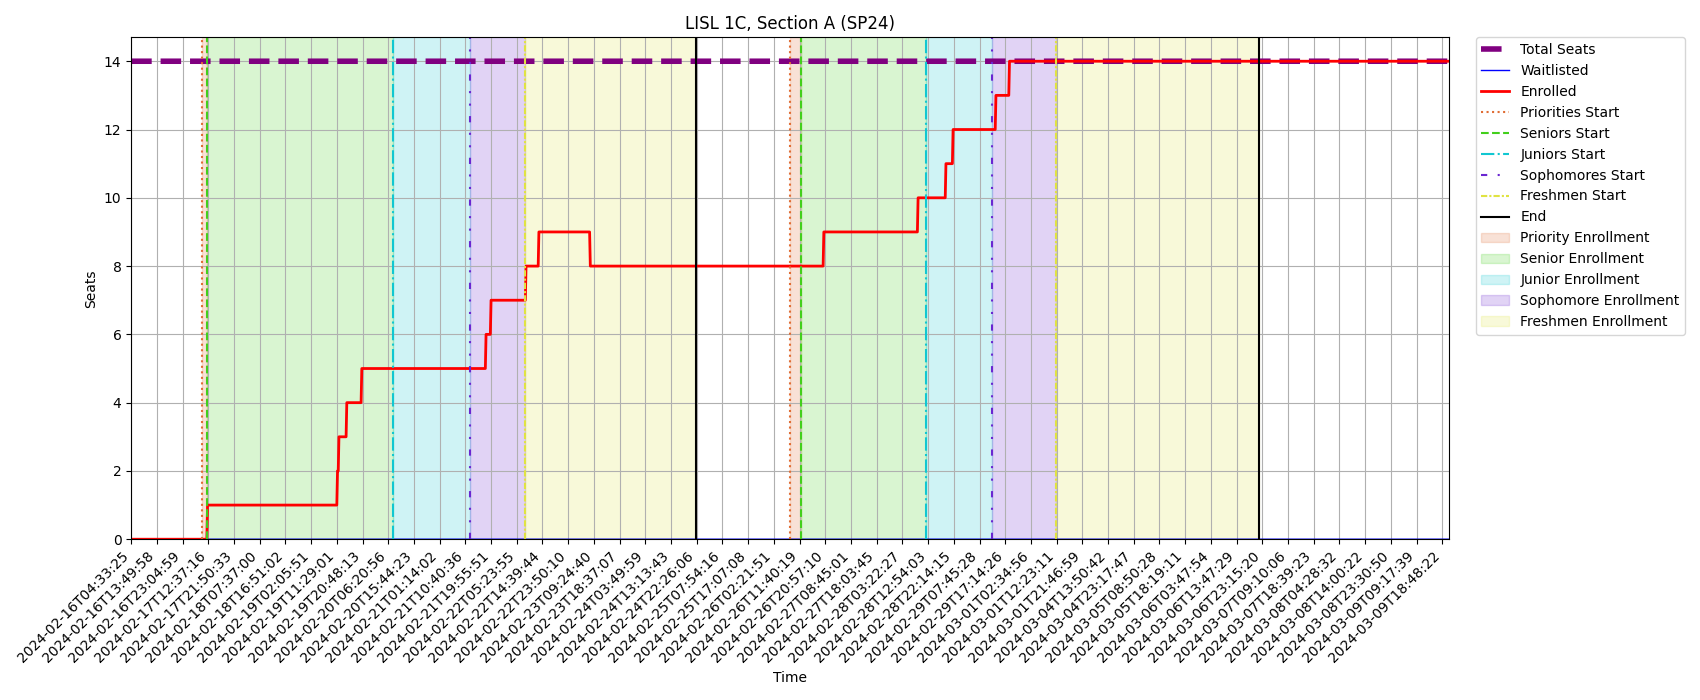 LISL 1C, Section A (SP24)
Total Seats
Waitlisted
Enrolled
Priorities Start
Seniors Start
Juniors Start
Sophomores Start
Freshmen Start
End
Priority Enrollment
Senior Enrollment
Junior Enrollment
Sophomore Enrollment
Freshmen Enrollment
Seats
14
12
10
8
6
4
2
0
2024-02-16T04:33:25
2024-02-16T13:49:58
2024-02-16T23:04:59
2024-02-17T12:37:16
2024-02-17T21:50:33
2024-02-18T07:37:00
2024-02-18T16:51:02
2024-02-19T02:05:51
2024-02-19T11:29:01
2024-02-19T20:48:13
2024-02-20T06:20:56
2024-02-20T15:44:23
2024-02-21T01:14:02
2024-02-21T10:40:36
2024-02-21T19:55:51
2024-02-22T05:23:55
2024-02-22T14:39:44
2024-02-22T23:50:10
2024-02-23T09:24:40
2024-02-23T18:37:07
2024-02-24T03:49:59
2024-02-24T13:13:43
2024-02-24T22:26:06
2024-02-25T07:54:16
2024-02-25T17:07:08
2024-02-26T02:21:51
2024-02-26T11:40:19
2024-02-26T20:57:10
2024-02-27T08:45:01
2024-02-27T18:03:45
2024-02-28T03:22:27
2024-02-28T12:54:03
2024-02-28T22:14:15
2024-02-29T07:45:28
2024-02-29T17:14:26
2024-03-01T02:34:56
2024-03-01T12:23:11
2024-03-01T21:46:59
2024-03-04T13:50:42
2024-03-04T23:17:47
2024-03-05T08:50:28
2024-03-05T18:19:11
2024-03-06T03:47:54
2024-03-06T13:47:29
2024-03-06T23:15:20
2024-03-07T09:10:06
2024-03-07T18:39:23
2024-03-08T04:28:32
2024-03-08T14:00:22
2024-03-08T23:30:50
2024-03-09T09:17:39
2024-03-09T18:48:22
Time